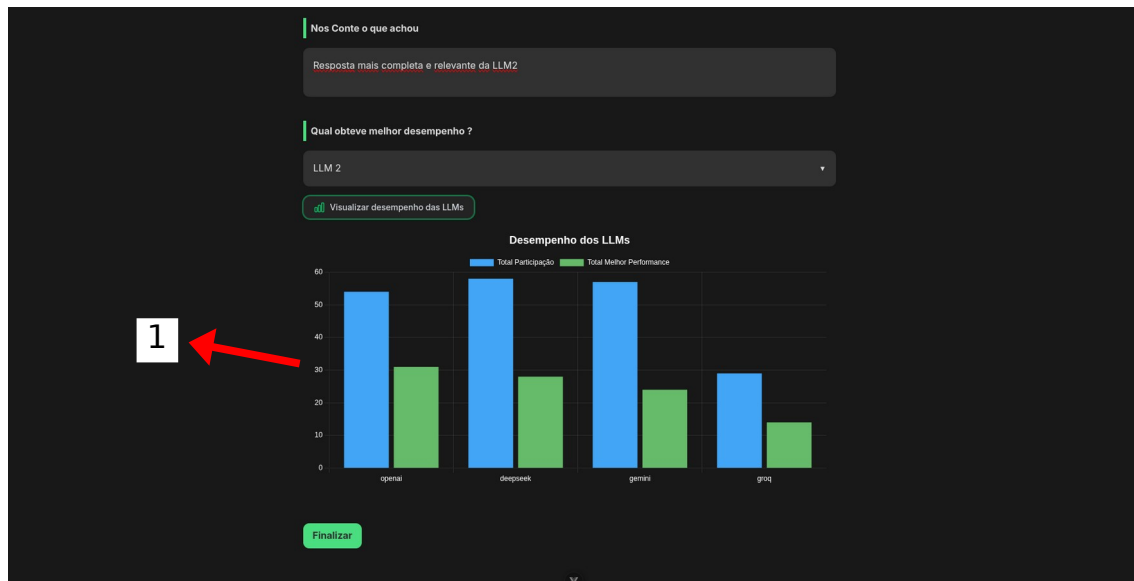 Nos Conte o que achou
Resposta mais completa e relevante da LLM2
Qual obteve melhor desempenho ?
LLM 2
Visualizar desempenho das LLMs
Desempenho dos LLMs
Total Participação Total Melhor Performance
60
50
40
30
20
10
0
openai deepseek gemini groq
1
Finalizar